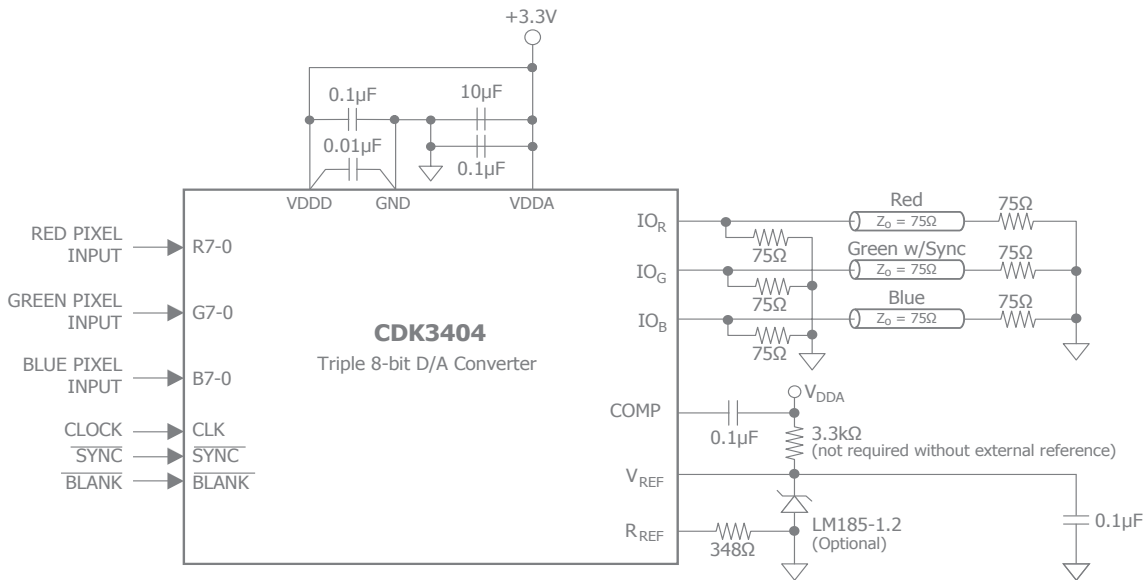 +3.3V
0.1µF
10µF
0.01µF
0.1µF
VDDD
GND
VDDA
RED PIXEL
INPUT
R7-0
GREEN PIXEL
INPUT
G7-0
BLUE PIXEL
INPUT
B7-0
CLOCK
CLK
SYNC
SYNC
BLANK
BLANK
CDK3404
Triple 8-bit D/A Converter
IOR
Red
75Ω
Zo = 75Ω
75Ω
IOG
Green w/Sync
75Ω
Zo = 75Ω
75Ω
IOB
Blue
75Ω
Zo = 75Ω
75Ω
COMP
0.1µF
VDDA
3.3kΩ
(not required without external reference)
VREF
LM185-1.2
(Optional)
0.1µF
RREF
348Ω